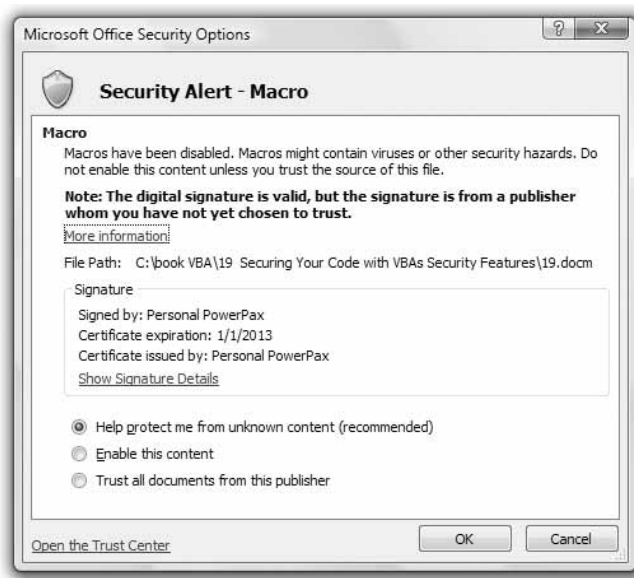 Microsoft Office Security Options
Security Alert - Macro
Macro
Macros have been disabled. Macros might contain viruses or other security hazards. Do
not enable this content unless you trust the source of this file.
Note: The digital signature is valid, but the signature is from a publisher
whom you have not yet chosen to trust.
More information
File Path: C:\book VBA\19 Securing Your Code with VBAs Security Features\19.docm
Signature
Signed by: Personal PowerPax
Certificate expiration: 1/1/2013
Certificate issued by: Personal PowerPax
Show Signature Details
Help protect me from unknown content (recommended)
Enable this content
Trust all documents from this publisher
Open the Trust Center
OK
Cancel